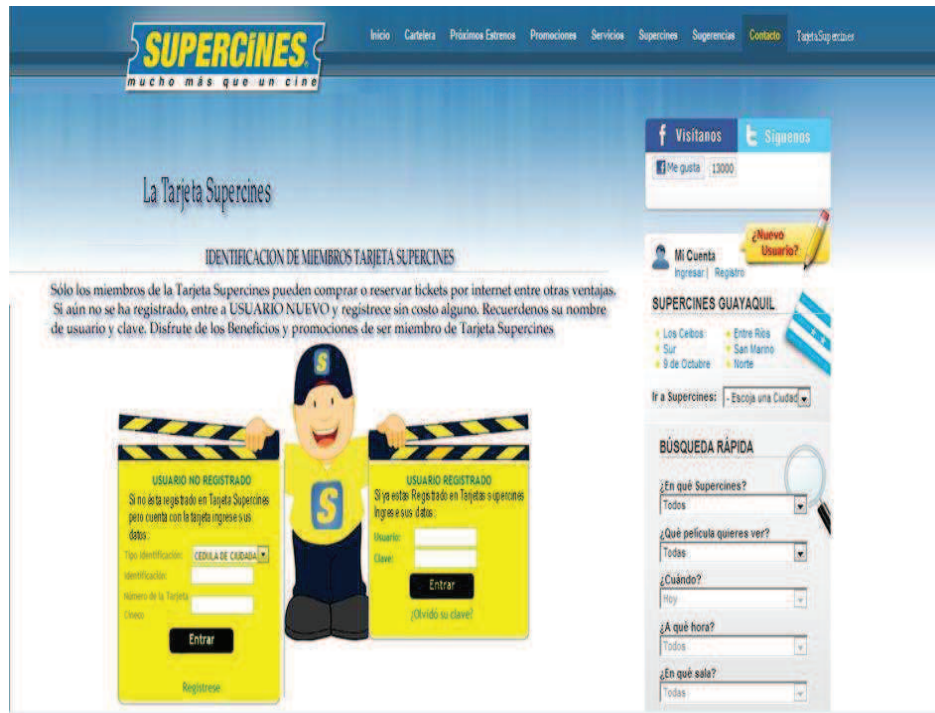 SUPERCINES
mucho más que un cine
Inicio Cartelera Próximos Estrenos Promociones Servicios Supercines Sugerencias Contacto TarjetaSupercines
Visítanos
Síguenos
Me gusta 13000
La Tarjeta Supercines
IDENTIFICACION DE MIEMBROS TARJETA SUPERCINES
Sólo los miembros de la Tarjeta Supercines pueden comprar o reservar tickets por internet entre otras ventajas.
Si aún no se ha registrado, entre a USUARIO NUEVO y registrece sin costo alguno. Recuerdenos su nombre
de usuario y clave. Disfrute de los Beneficios y promociones de ser miembro de Tarjeta Supercines
S
S
USUARIO NO REGISTRADO
Si no ésta registrado en Tarjeta Supercines
pero cuenta con la tarjeta ingrese sus
datos:
Tipo Identificación: CEDULA DE CIUDADA
Identificación:
Número de la Tarjeta
Cineco
Entrar
Registrese
USUARIO REGISTRADO
Si ya estas Registrado en Tarjetas supercines
Ingrese sus datos:
Usuario:
Clave:
Entrar
¿Olvidó su clave?
¿Nuevo
Usuario?
Mi Cuenta
Ingresar | Registro
SUPERCINES GUAYAQUIL
Los Ceibos Entre Rios
Sur San Marino
9 de Octubre Norte
Ir a Supercines: - Escoja una Ciudad
BÚSQUEDA RÁPIDA
¿En qué Supercines?
Todos
¿Qué película quieres ver?
Todas
¿Cuándo?
Hoy
¿A qué hora?
Todos
¿En qué sala?
Todas